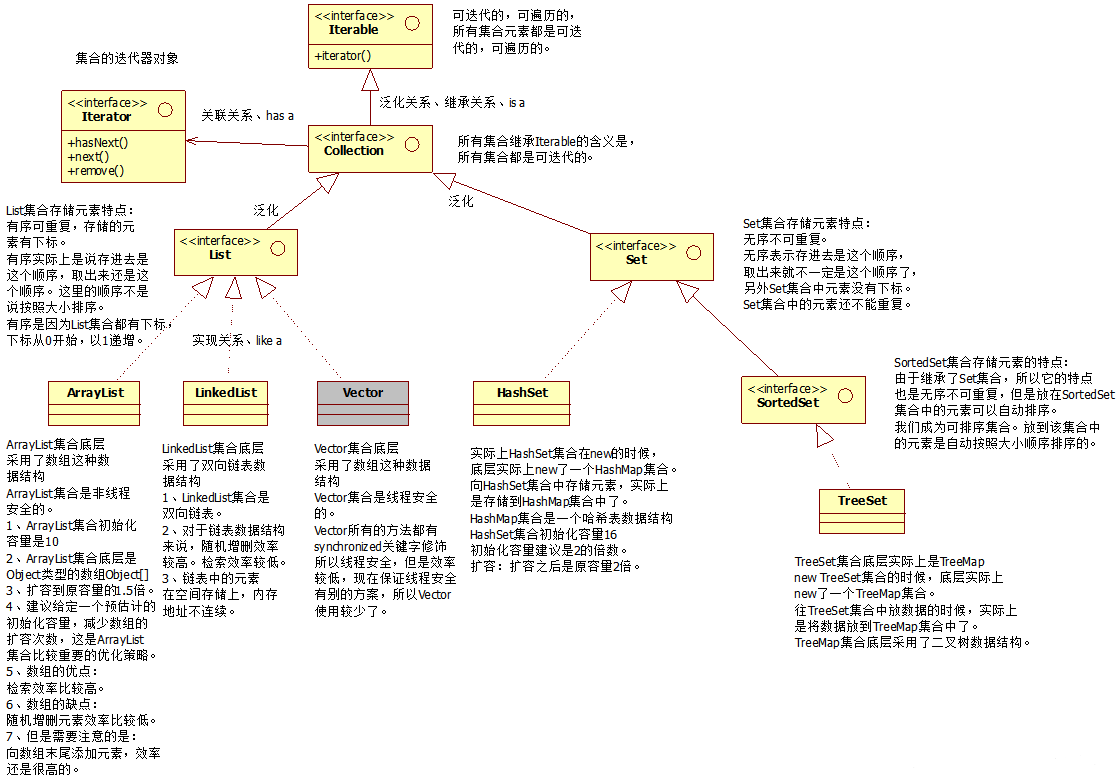 <<interface>>
Iterable
+iterator()
可迭代的，可遍历的，
所有集合元素都是可迭
代的，可遍历的。
集合的迭代器对象
<<interface>>
Iterator
+hasNext()
+next()
+remove()
关联关系、has a
泛化关系、继承关系、is a
<<interface>>
Collection
所有集合继承Iterable的含义是，
所有集合都是可迭代的。
泛化
泛化
List集合存储元素特点：
有序可重复，存储的元
素有下标。
有序实际上是说存进去是
这个顺序，取出来还是这
个顺序。这里的顺序不是
说按照大小排序。
有序是因为List集合都有下标，
下标从0开始，以1递增。
<<interface>>
List
<<interface>>
Set
Set集合存储元素特点：
无序不可重复。
无序表示存进去是这个顺序，
取出来就不一定是这个顺序了，
另外Set集合中元素没有下标。
Set集合中的元素还不能重复。
实现关系、like a
ArrayList
LinkedList
Vector
HashSet
<<interface>>
SortedSet
SortedSet集合存储元素的特点：
由于继承了Set集合，所以它的特点
也是无序不可重复，但是放在SortedSet
集合中的元素可以自动排序。
我们成为可排序集合。放到该集合中
的元素是自动按照大小顺序排序的。
ArrayList集合底层
采用了数组这种数
据结构
ArrayList集合是非线程
安全的。
1、ArrayList集合初始化
容量是10
2、ArrayList集合底层是
Object类型的数组Object[]
3、扩容到原容量的1.5倍。
4、建议给定一个预估计的
初始化容量，减少数组的
扩容次数，这是ArrayList
集合比较重要的优化策略。
5、数组的优点：
检索效率比较高。
6、数组的缺点：
随机增删元素效率比较低。
7、但是需要注意的是：
向数组末尾添加元素，效率
还是很高的。
LinkedList集合底层
采用了双向链表数
据结构
1、LinkedList集合是
双向链表。
2、对于链表数据结构
来说，随机增删效率
较高。检索效率较低。
3、链表中的元素
在空间存储上，内存
地址不连续。
Vector集合底层
采用了数组这种数据
结构
Vector集合是线程安全
的。
Vector所有的方法都有
synchronized关键字修饰
所以线程安全，但是效率
较低，现在保证线程安全
有别的方案，所以Vector
使用较少了。
实际上HashSet集合在new的时候，
底层实际上new了一个HashMap集合。
向HashSet集合中存储元素，实际上
是存储到HashMap集合中了。
HashMap集合是一个哈希表数据结构
HashSet集合初始化容量16
初始化容量建议是2的倍数。
扩容：扩容之后是原容量2倍。
TreeSet
TreeSet集合底层实际上是TreeMap
new TreeSet集合的时候，底层实际上
new了一个TreeMap集合。
往TreeSet集合中放数据的时候，实际上
是将数据放到TreeMap集合中了。
TreeMap集合底层采用了二叉树数据结构。